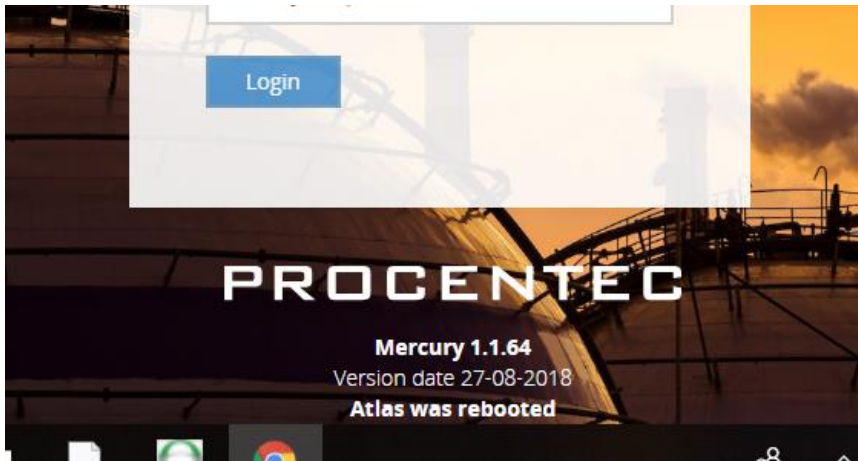 Login
PROCENTEC
Mercury 1.1.64
Version date 27-08-2018
Atlas was rebooted